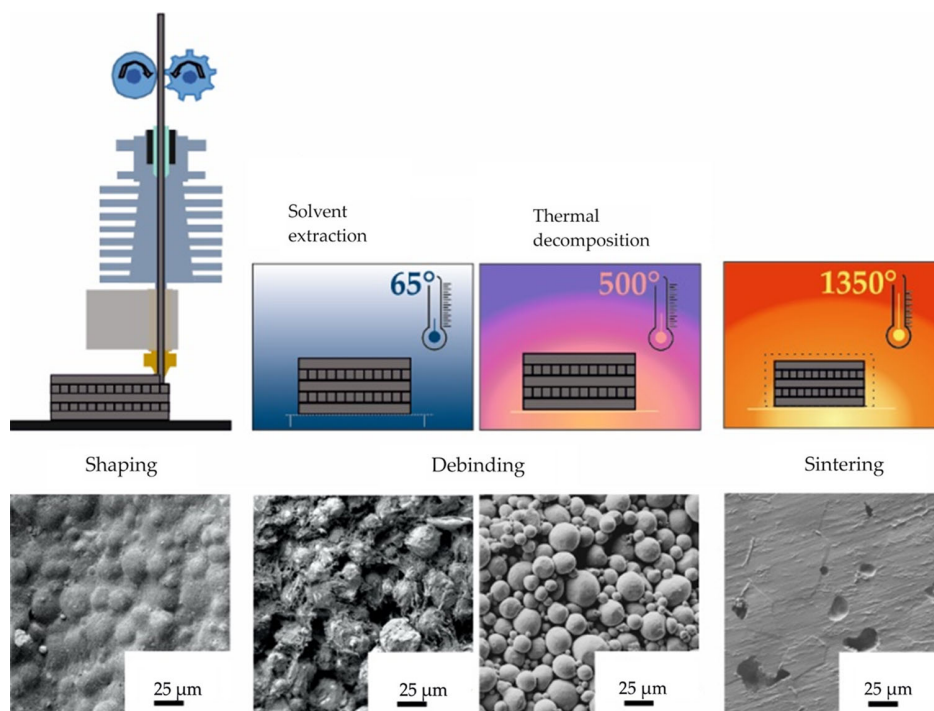 Solvent
extraction
Thermal
decomposition
65°
500°
1350°
Shaping
Debinding
Sintering
25 µm
25 µm
25 µm
25 µm